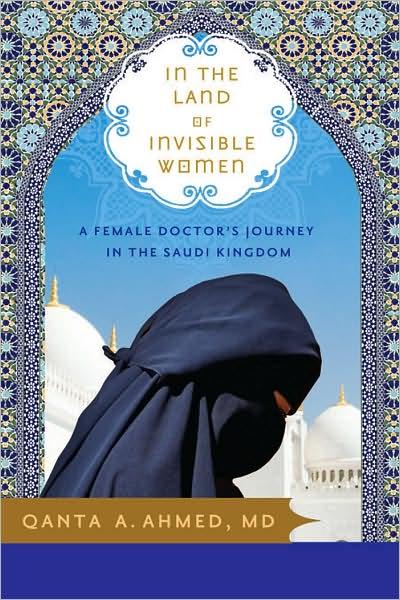 IN THE
LAND
OF
INVISIBLE
WOMEN
A FEMALE DOCTOR'S JOURNEY
IN THE SAUDI KINGDOM
QANTA A. AHMED, MD